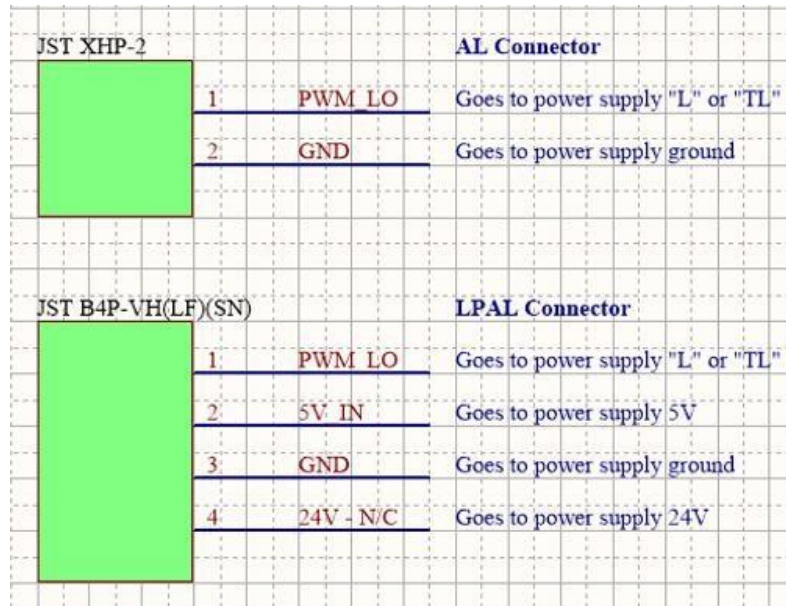 JST XHP-2 AL Connector
1 PWM_LO Goes to power supply "L" or "TL"
2 GND Goes to power supply ground
JST B4P-VH(LF)(SN) LPAL Connector
1 PWM_LO Goes to power supply "L" or "TL"
2 5V_IN Goes to power supply 5V
3 GND Goes to power supply ground
4 24V - N/C Goes to power supply 24V